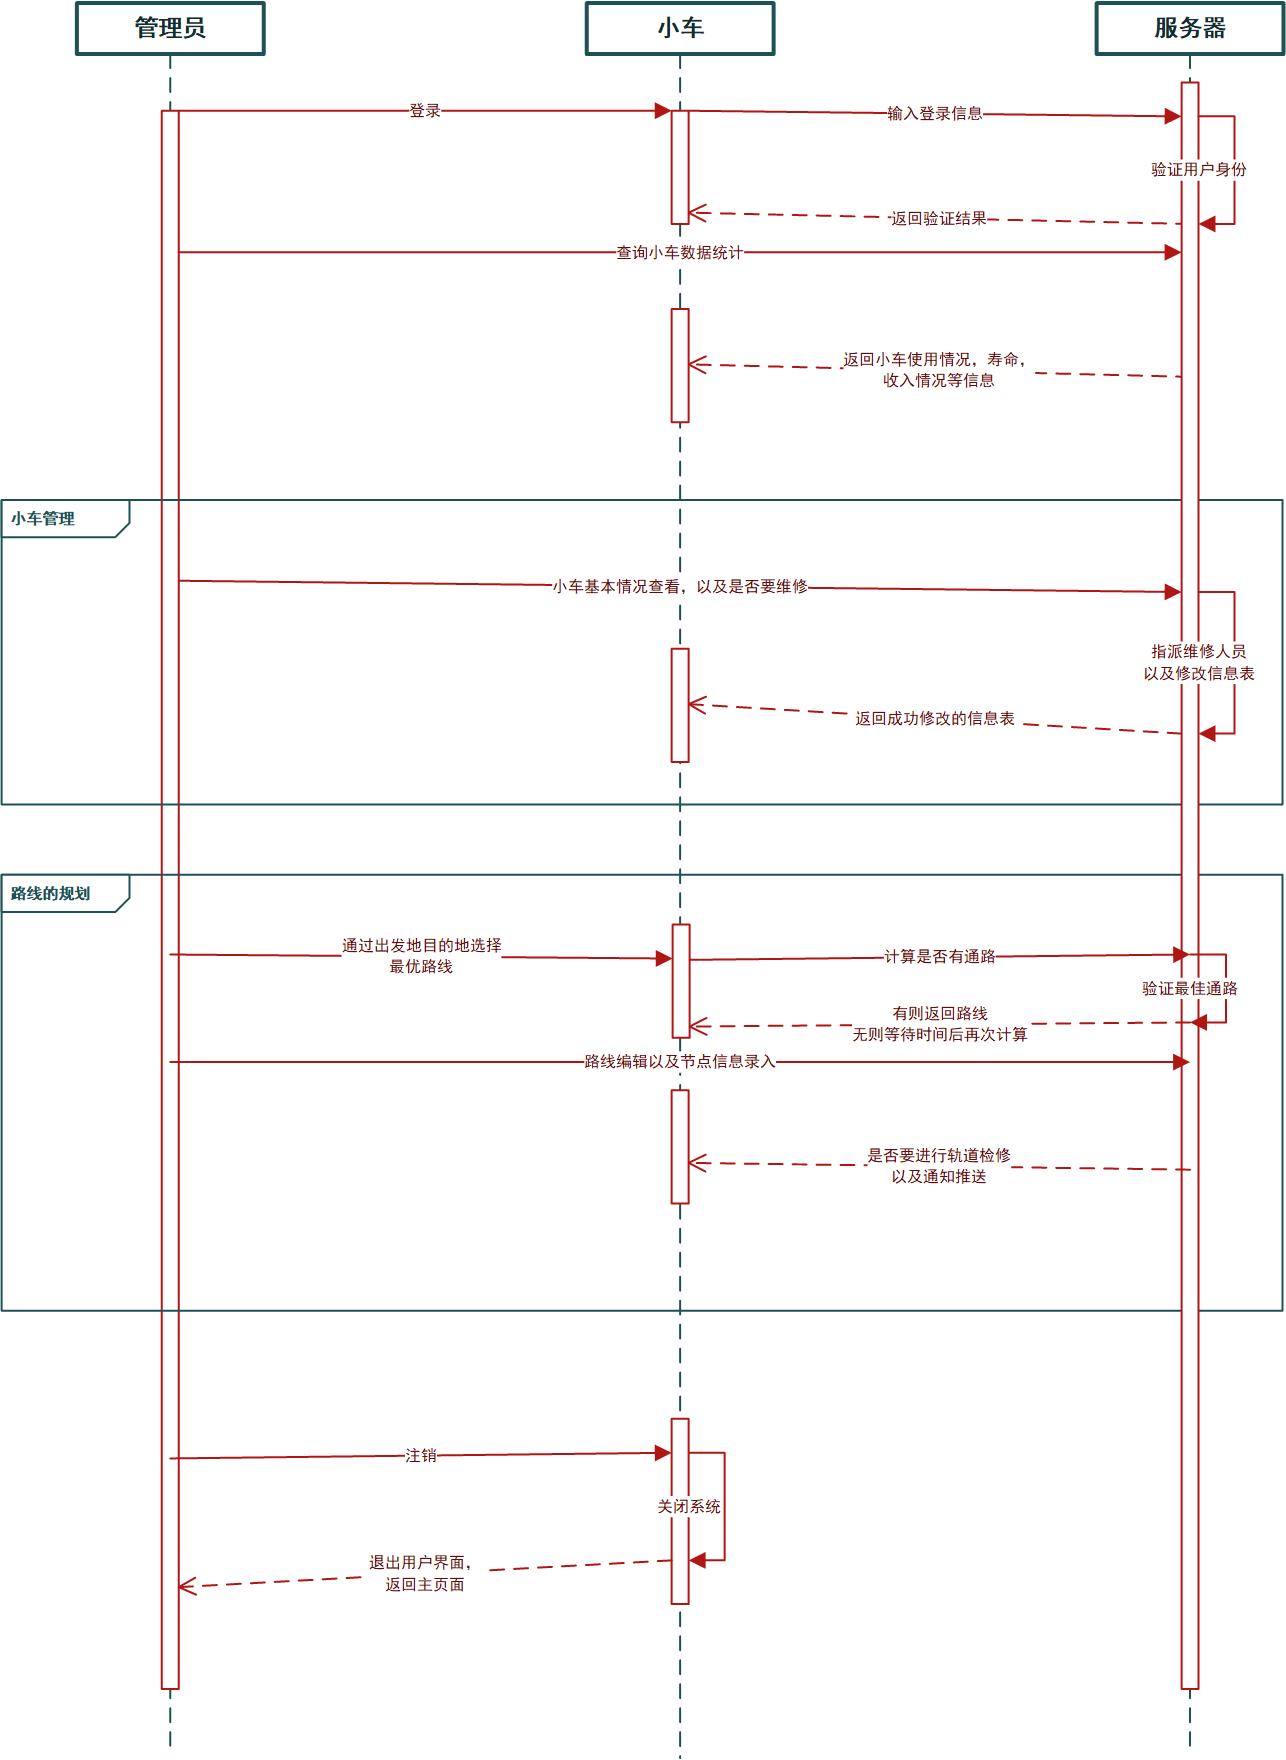 管理员
小车
服务器
登录
输入登录信息
验证用户身份
返回验证结果
查询小车数据统计
返回小车使用情况，寿命，
收入情况等信息
小车管理
小车基本情况查看，以及是否要维修
指派维修人员
以及修改信息表
返回成功修改的信息表
路线的规划
通过出发地目的地选择
最优路线
计算是否有通路
验证最佳通路
有则返回路线
无则等待时间后再次计算
路线编辑以及节点信息录入
是否要进行轨道检修
以及通知推送
注销
关闭系统
退出用户界面，
返回主页面